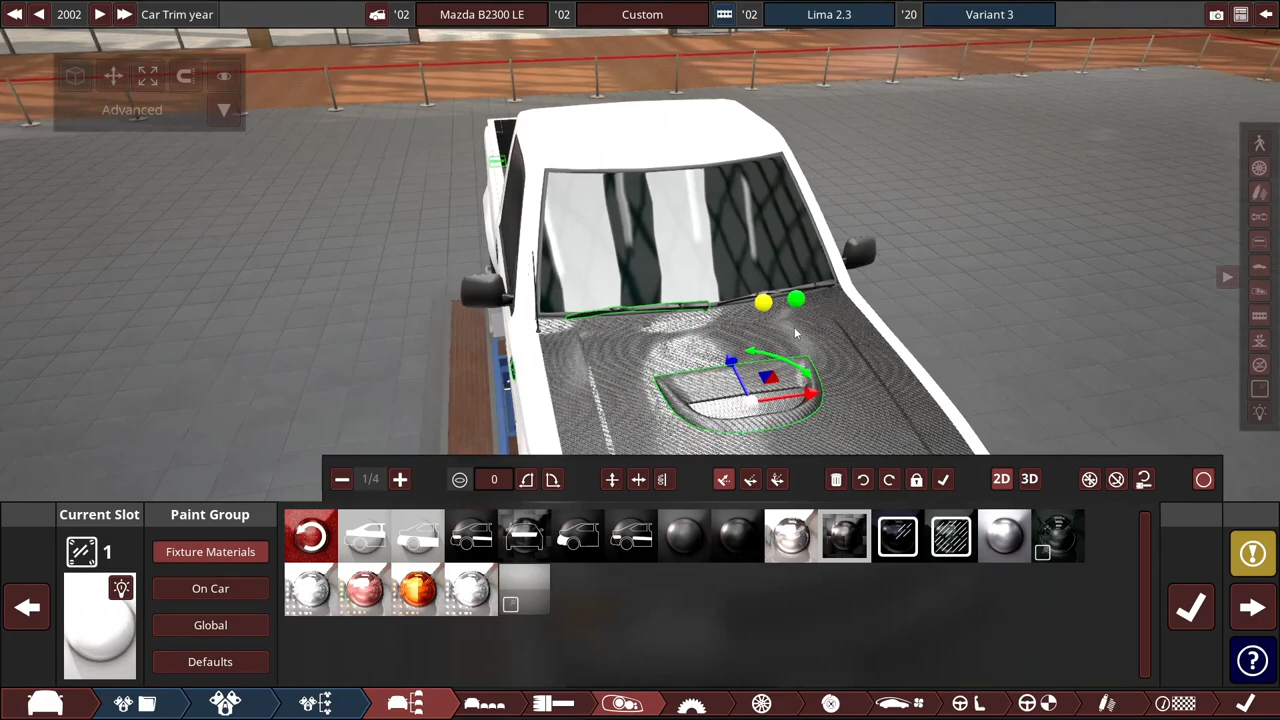 2002 Car Trim year '02 Mazda B2300 LE '02 Custom '02 Lima 2.3 '20 Variant 3
Advanced
1/4 0 2D 3D
Current Slot Paint Group
1
Fixture Materials
On Car
Global
Defaults